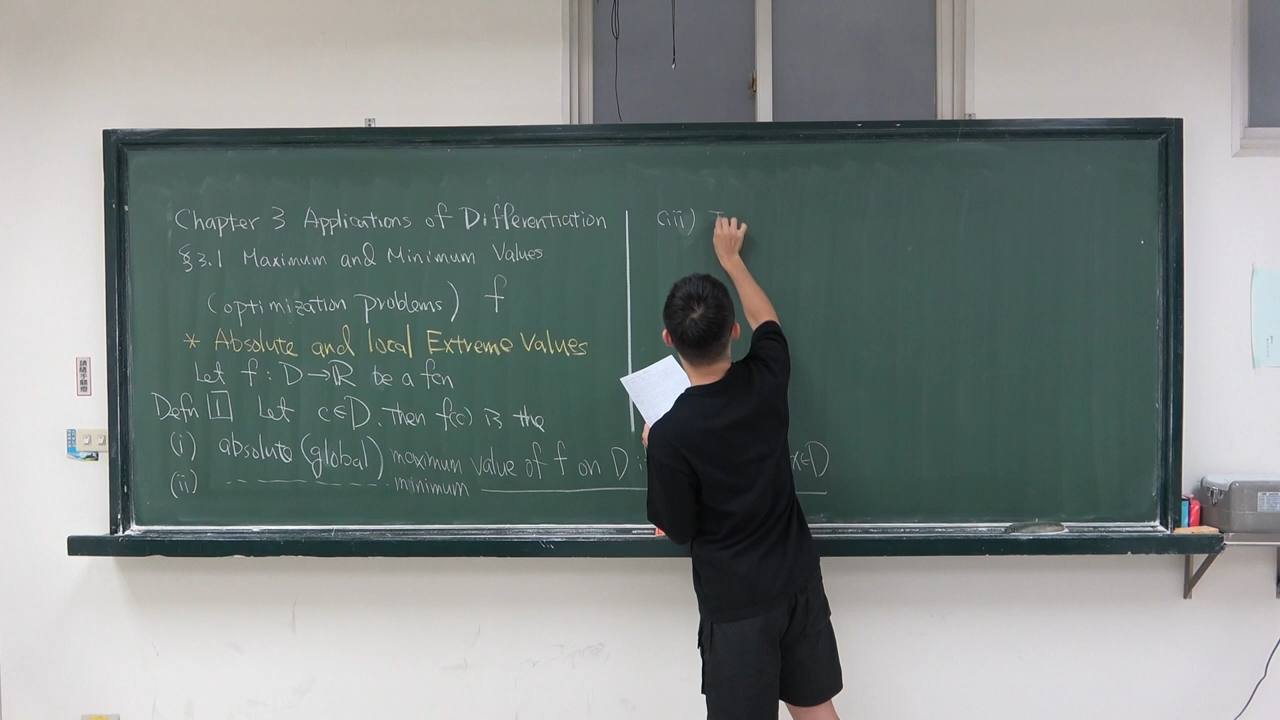 Chapter 3 Applications of Differentiation
§3.1 Maximum and Minimum Values
(optimization problems) f
* Absolute and local Extreme Values
Let f : D→ℝ be a fcn
Defn 1 Let c∈D. Then f(c) is the
(i) absolute (global) maximum value of f on D i x∈D
(ii) minimum
(iii)